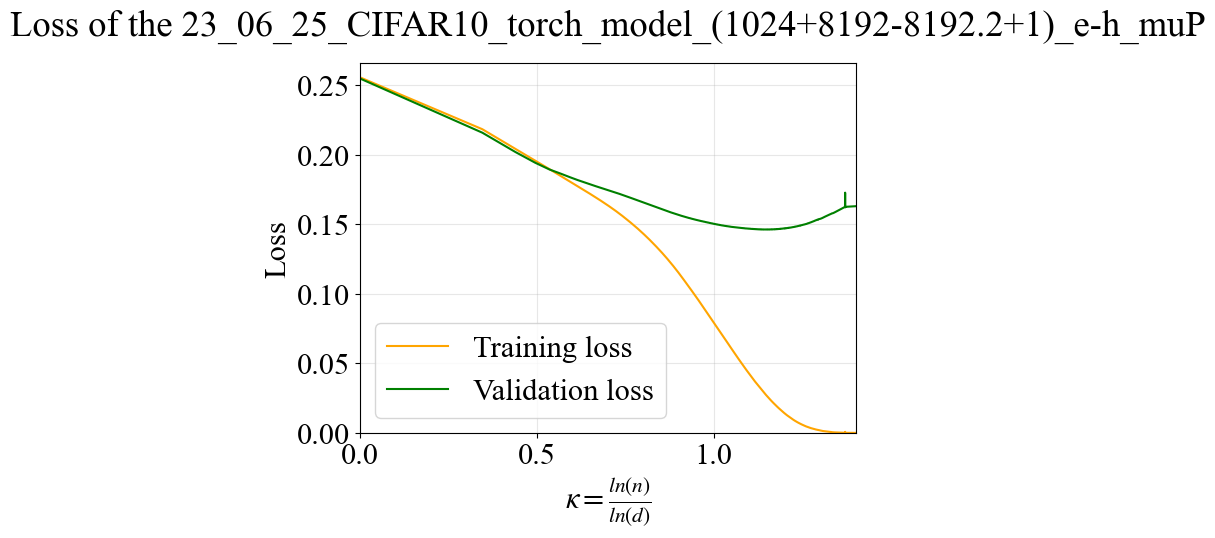 Loss of the 23_06_25_CIFAR10_torch_model_(1024+8192-8192.2+1)_e-h_muP
0.25
0.20
0.15
0.10
0.05
0.00
Loss
Training loss
Validation loss
0.0 0.5 1.0
κ = ln(n)/ln(d)